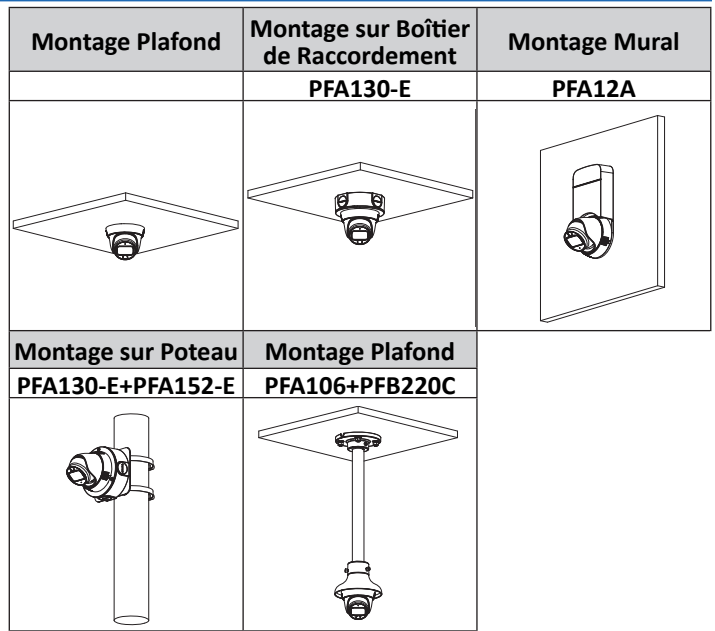 Montage Plafond
Montage sur Boîtier
de Raccordement
Montage Mural
PFA130-E
PFA12A
Montage sur Poteau
Montage Plafond
PFA130-E+PFA152-E
PFA106+PFB220C